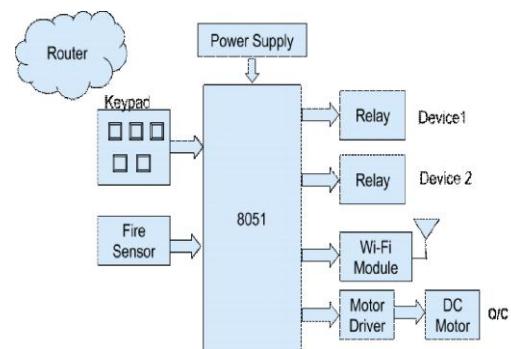 Power Supply
Router
Keypad
Relay
Device1
Relay
Device 2
8051
Fire
Sensor
Wi-Fi
Module
Motor
Driver
DC
Motor
O/C